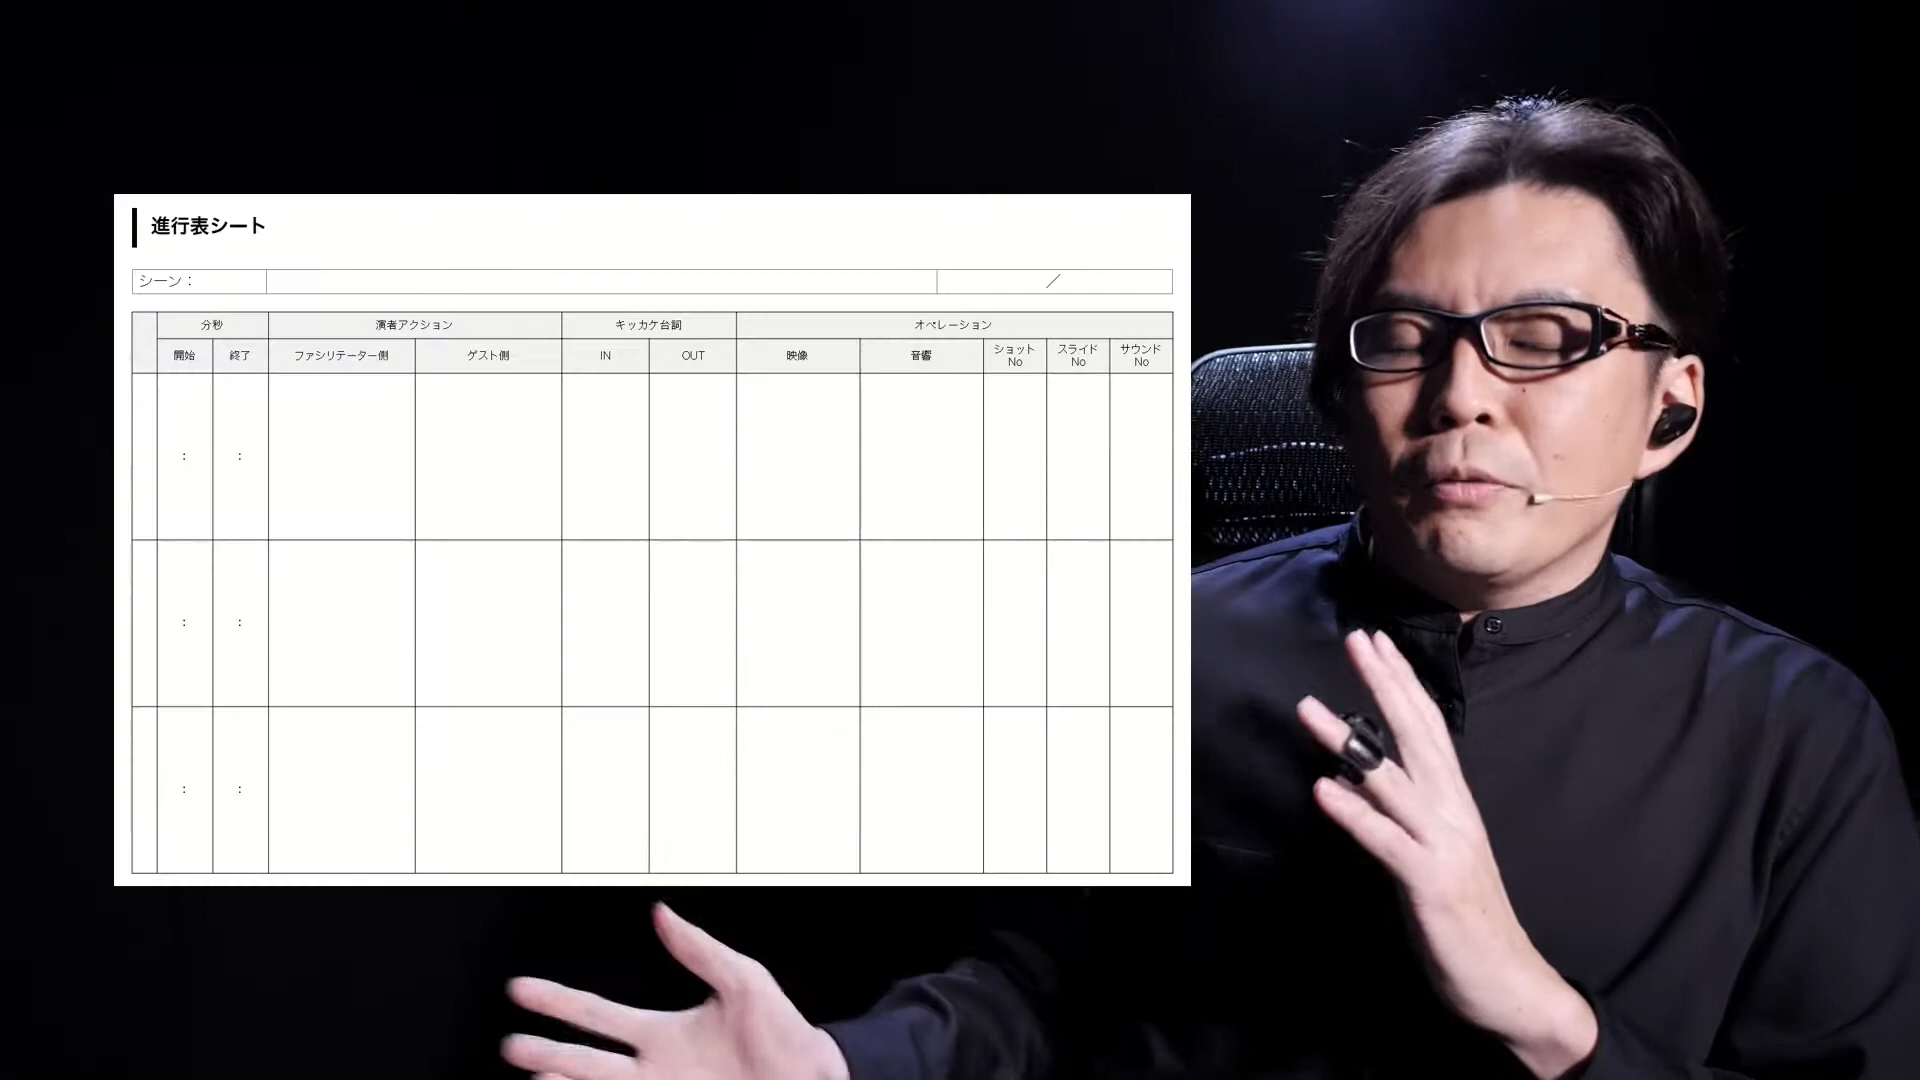 進行表シート
シーン：
／
分秒 演者アクション キッカケ台詞 オペレーション
開始 終了 ファシリテーター側 ゲスト側 IN OUT 映像 音響 ショット No スライド No サウンド No
： ：
： ：
： ：